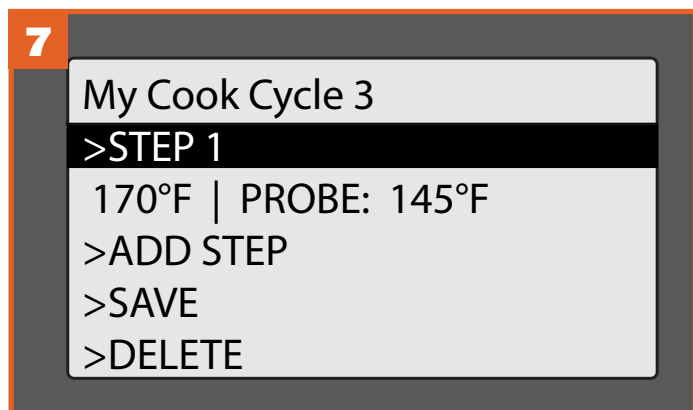 7
My Cook Cycle 3
>STEP 1
170°F | PROBE: 145°F
>ADD STEP
>SAVE
>DELETE